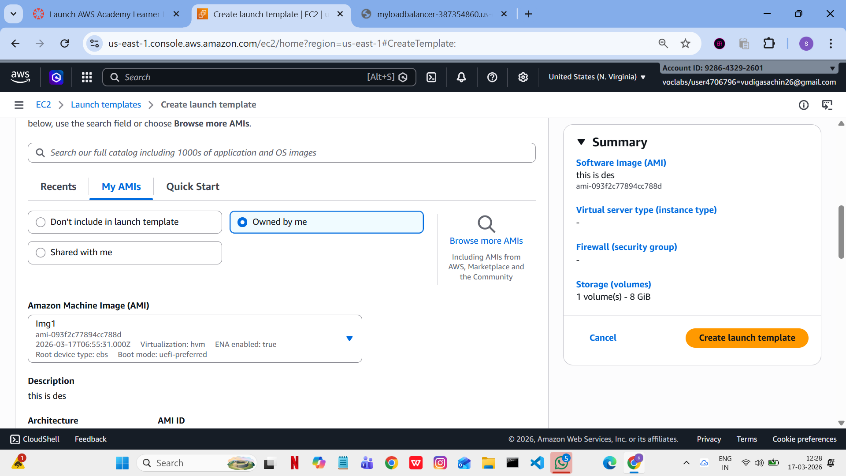 Launch AWS Academy Learner
Create launch template | EC2 |
mybadbalancer-387354860.us
us-east-1.console.aws.amazon.com/ec2/home?region=us-east-1#CreateTemplate:
S
aws
Search
[Alt+S]
United States (N. Virginia)
Account ID: 9286-4329-2601
voclabs/user4706796=vudigasachin26@gmail.com
EC2
Launch templates
Create launch template
below, use the search field or choose Browse more AMIs.
Search our full catalog including 1000s of application and OS images
Recents
My AMIs
Quick Start
Don't include in launch template
Owned by me
Shared with me
Browse more AMIs
Including AMIs from
AWS, Marketplace and
the Community
Amazon Machine Image (AMI)
Img1
ami-093f2c77894cc788d
2026-03-17T06:55:31.000Z Virtualization: hvm ENA enabled: true
Root device type: ebs Boot mode: uefi-preferred
Description
this is des
Architecture
AMI ID
Summary
Software Image (AMI)
this is des
ami-093f2c77894cc788d
Virtual server type (instance type)
-
Firewall (security group)
-
Storage (volumes)
1 volume(s) - 8 GiB
Cancel
Create launch template
CloudShell
Feedback
© 2026, Amazon Web Services, Inc. or its affiliates.
Privacy
Terms
Cookie preferences
1
Search
5
ENG
IN
12:28
17-03-2026